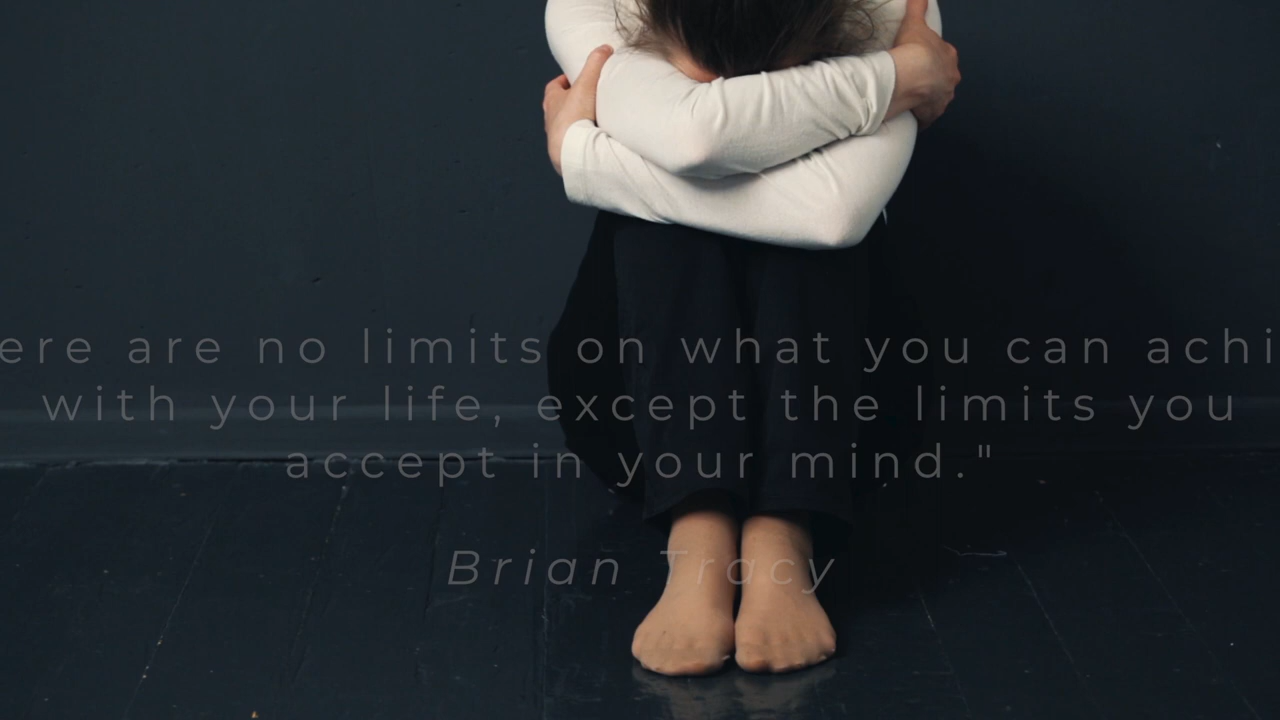 ere are no limits on what you can achi
with your life, except the limits you
accept in your mind."
Brian Tracy